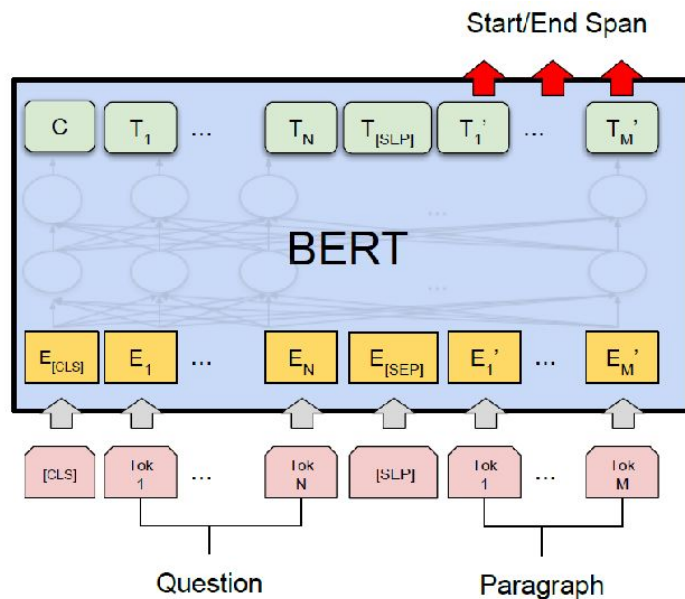 Start/End Span
C T1 ... TN T[SEP] T1' ... TM'
...
BERT
...
E[CLS] E1 ... EN E[SEP] E1' ... EM'
[CLS] Tok 1 ... Tok N [SEP] Tok 1 ... Tok M
Question Paragraph